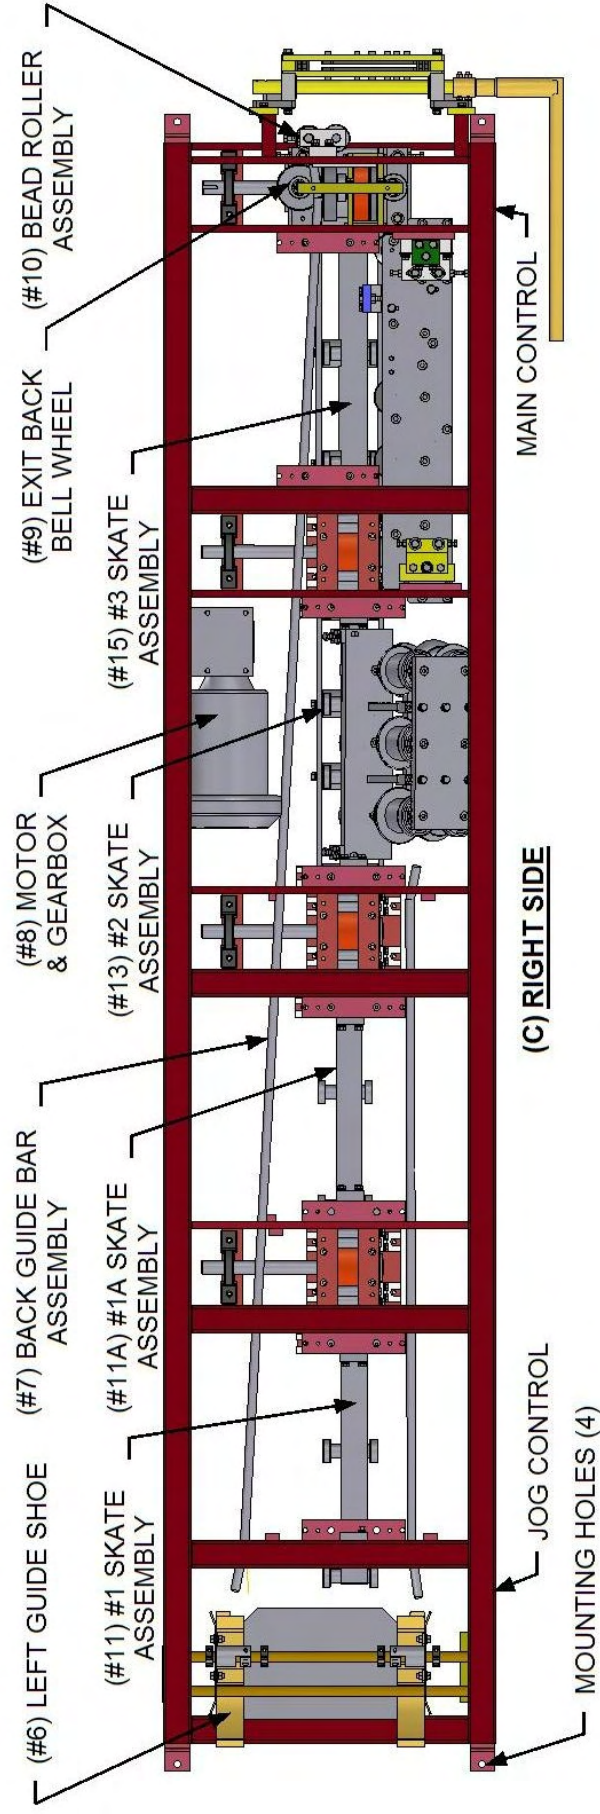 (#6) LEFT GUIDE SHOE
(#7) BACK GUIDE BAR
ASSEMBLY
(#8) MOTOR
& GEARBOX
(#9) EXIT BACK
BELL WHEEL
(#10) BEAD ROLLER
ASSEMBLY
(#11) #1 SKATE
ASSEMBLY
(#11A) #1A SKATE
ASSEMBLY
(#13) #2 SKATE
ASSEMBLY
(#15) #3 SKATE
ASSEMBLY
MOUNTING HOLES (4)
JOG CONTROL
(C) RIGHT SIDE
MAIN CONTROL